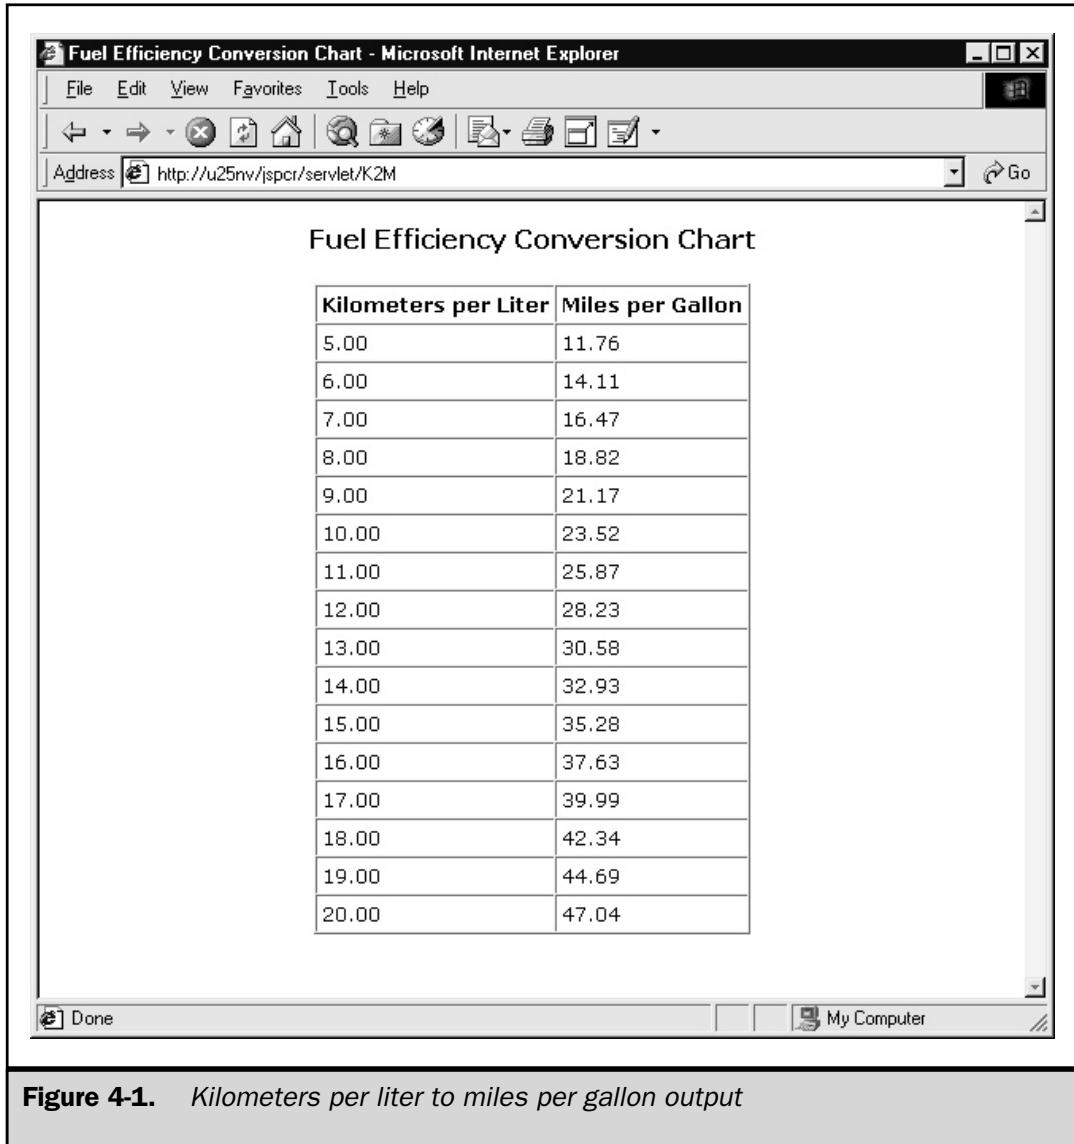 Fuel Efficiency Conversion Chart - Microsoft Internet Explorer
File Edit View Favorites Tools Help
Address http://u25nv/jspcr/servlet/K2M Go
Fuel Efficiency Conversion Chart
Kilometers per Liter Miles per Gallon
5.00 11.76
6.00 14.11
7.00 16.47
8.00 18.82
9.00 21.17
10.00 23.52
11.00 25.87
12.00 28.23
13.00 30.58
14.00 32.93
15.00 35.28
16.00 37.63
17.00 39.99
18.00 42.34
19.00 44.69
20.00 47.04
Done My Computer
Figure 4-1. Kilometers per liter to miles per gallon output